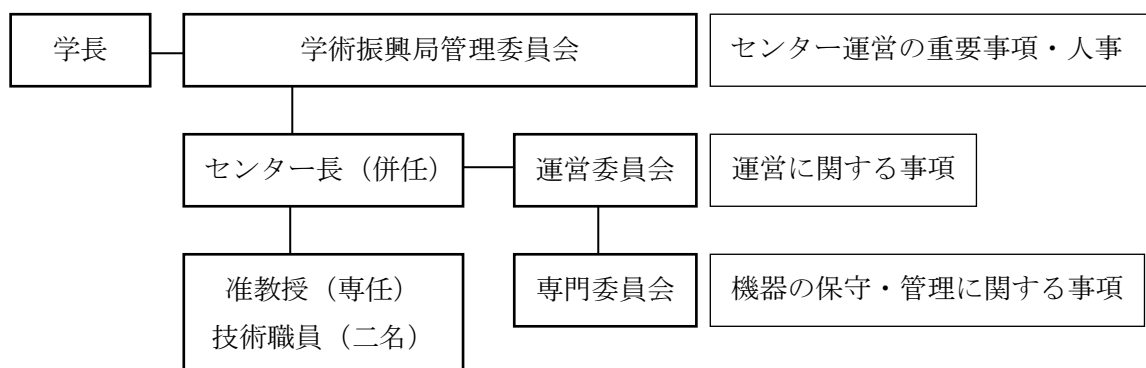 学長
学術振興局管理委員会
センター運営の重要事項・人事
センター長（併任）
運営委員会
運営に関する事項
准教授（専任）
技術職員（二名）
専門委員会
機器の保守・管理に関する事項